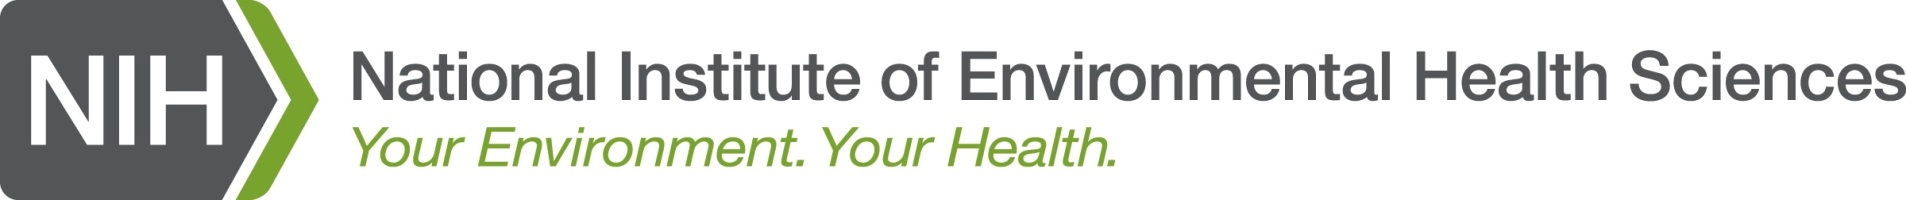 NIH
National Institute of Environmental Health Sciences
Your Environment. Your Health.